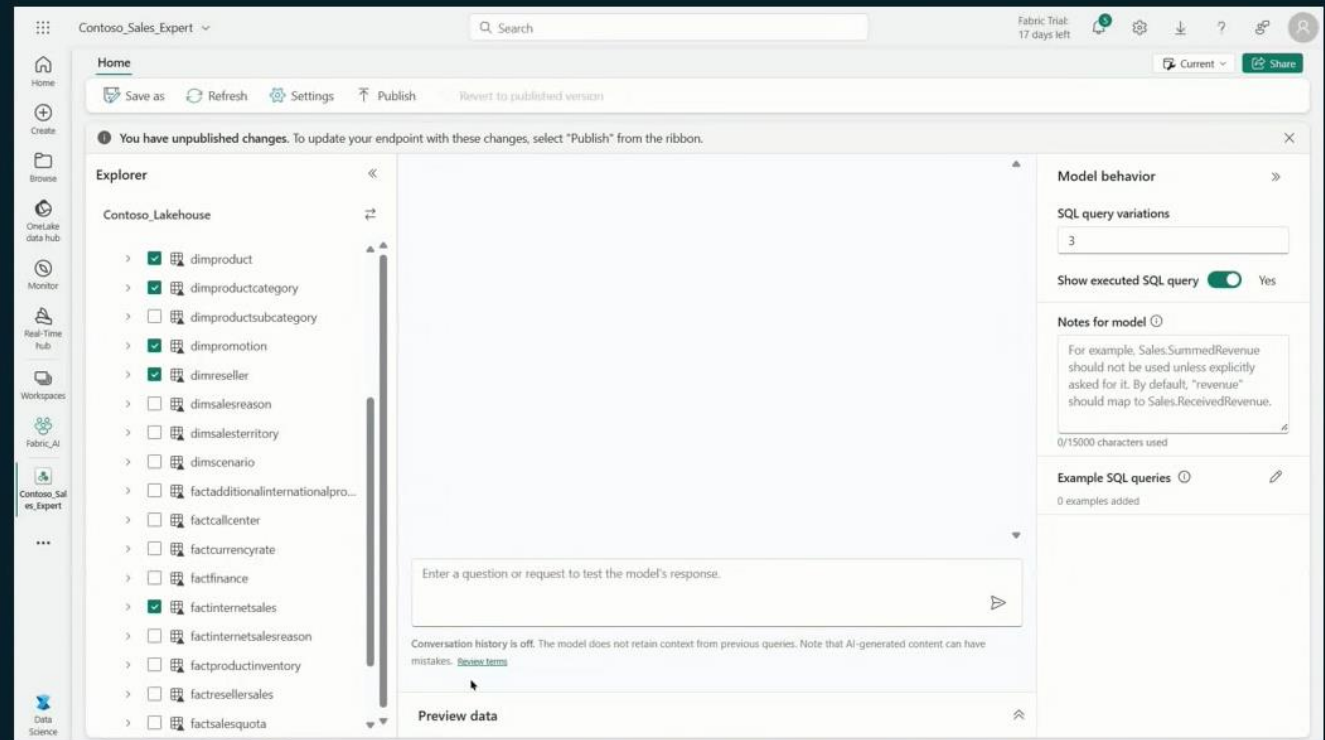 Contoso_Sales_Expert
Search
Fabric Trial:
17 days left
5
Home
Create
Browse
OneLake
data hub
Monitor
Real-Time
hub
Workspaces
Fabric_AI
Contoso_Sal
es_Expert
...
Data
Science
Home
Current
Share
Save as
Refresh
Settings
Publish
Revert to published version
You have unpublished changes. To update your endpoint with these changes, select "Publish" from the ribbon.
Explorer
Contoso_Lakehouse
dimproduct
dimproductcategory
dimproductsubcategory
dimpromotion
dimreseller
dimsalesreason
dimsalesterritory
dimscenario
factadditionalinternationalpro...
factcallcenter
factcurrencyrate
factfinance
factinternetsales
factinternetsalesreason
factproductinventory
factresellersales
factsalesquota
Enter a question or request to test the model's response.
Conversation history is off. The model does not retain context from previous queries. Note that AI-generated content can have
mistakes. Review terms
Preview data
Model behavior
SQL query variations
3
Show executed SQL query
Yes
Notes for model
For example, Sales.SummedRevenue
should not be used unless explicitly
asked for it. By default, "revenue"
should map to Sales.ReceivedRevenue.
0/15000 characters used
Example SQL queries
0 examples added